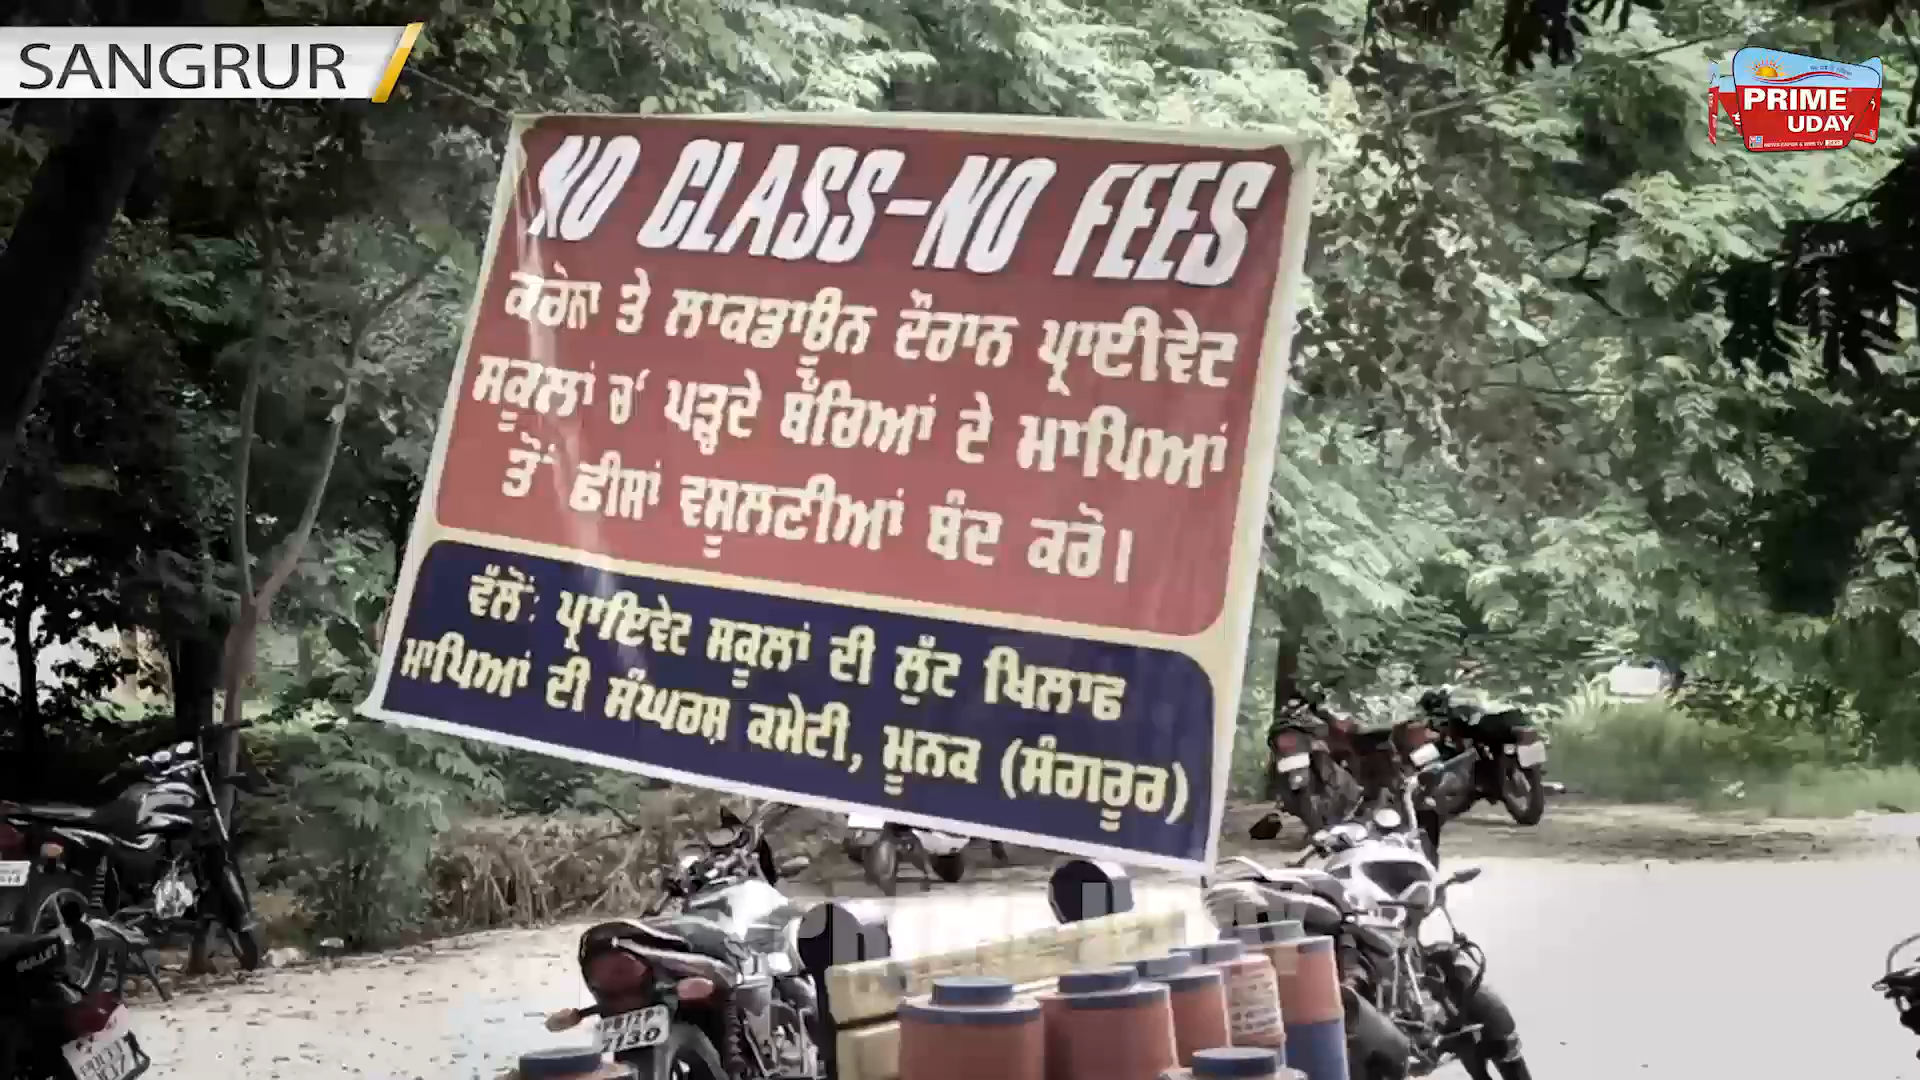 SANGRUR
PRIME
UDAY
NO CLASS-NO FEES
ਕਰੋਨਾ ਤੇ ਲਾਕਡਾਊਨ ਦੌਰਾਨ ਪ੍ਰਾਈਵੇਟ
ਸਕੂਲਾਂ ਚ' ਪੜ੍ਹਦੇ ਬੱਚਿਆਂ ਦੇ ਮਾਪਿਆਂ
ਤੋਂ ਫੀਸਾਂ ਵਸੂਲਣੀਆਂ ਬੰਦ ਕਰੋ।
ਵੱਲੋਂ: ਪ੍ਰਾਇਵੇਟ ਸਕੂਲਾਂ ਦੀ ਲੁੱਟ ਖਿਲਾਫ
ਮਾਪਿਆਂ ਦੀ ਸੰਘਰਸ਼ ਕਮੇਟੀ, ਮੂਨਕ (ਸੰਗਰੂਰ)
7130